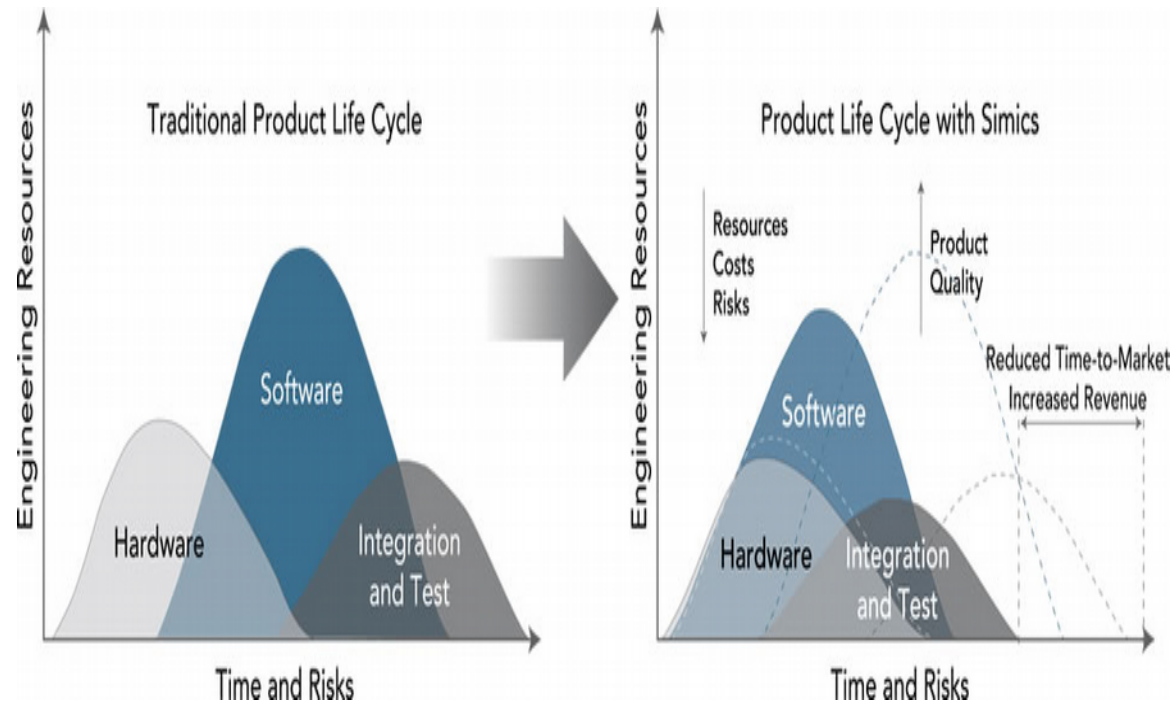 Traditional Product Life Cycle
Engineering Resources
Software
Hardware
Integration
and Test
Time and Risks
Product Life Cycle with Simics
Engineering Resources
Resources
Costs
Risks
Product
Quality
Reduced Time-to-Market
Increased Revenue
Software
Hardware
Integration
and Test
Time and Risks